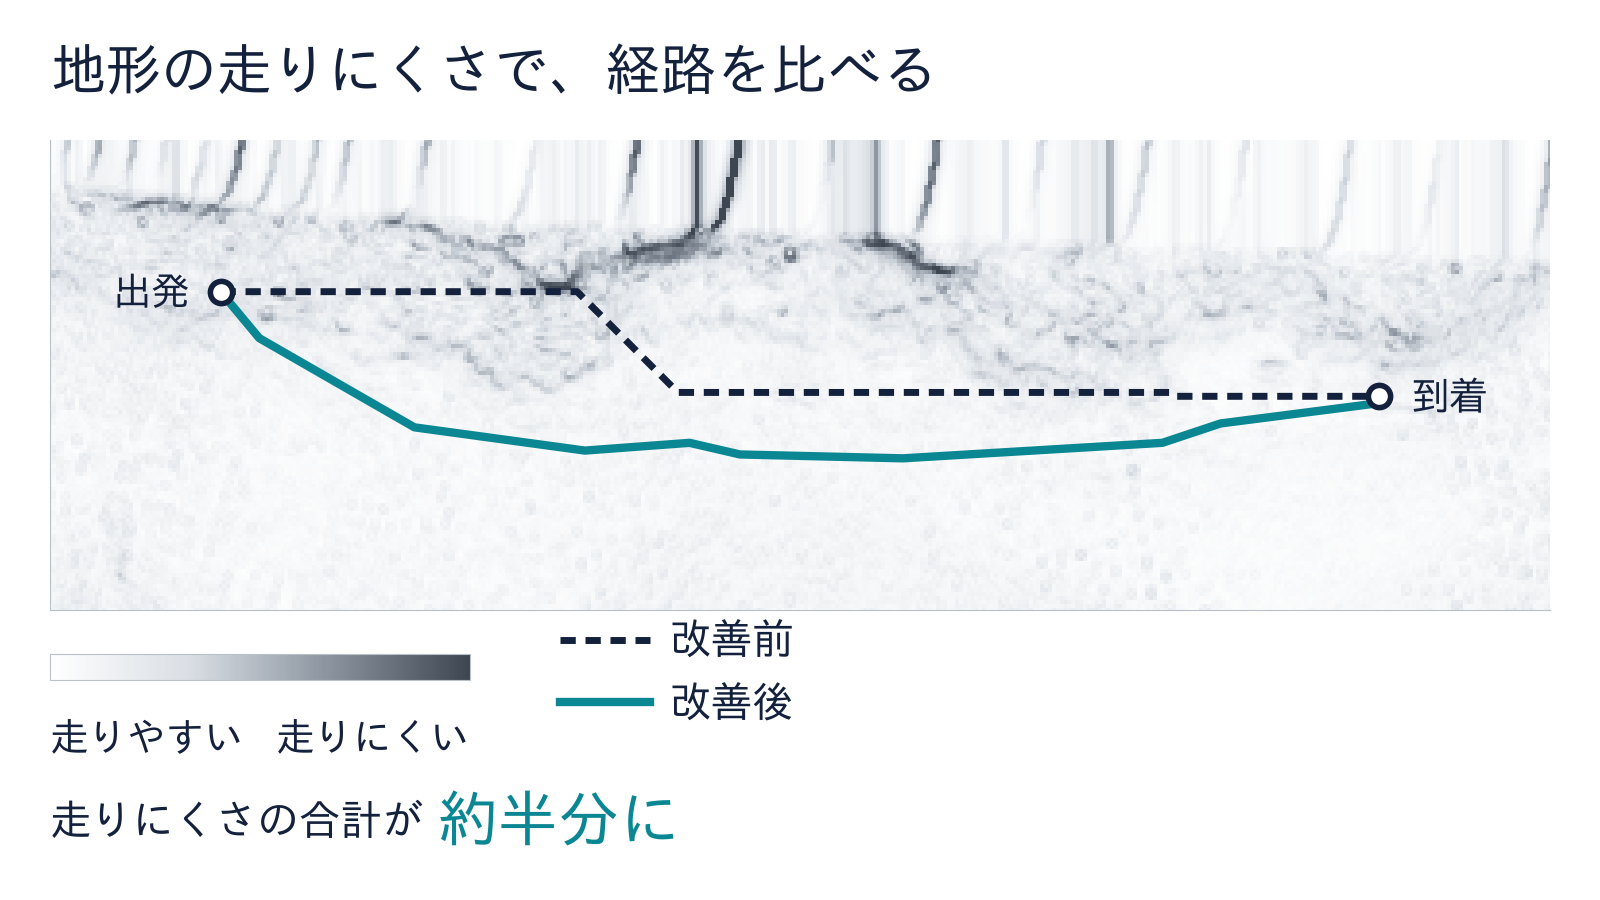 地形の走りにくさで、経路を比べる
出発
到着
改善前
改善後
走りやすい 走りにくい
走りにくさの合計が 約半分に